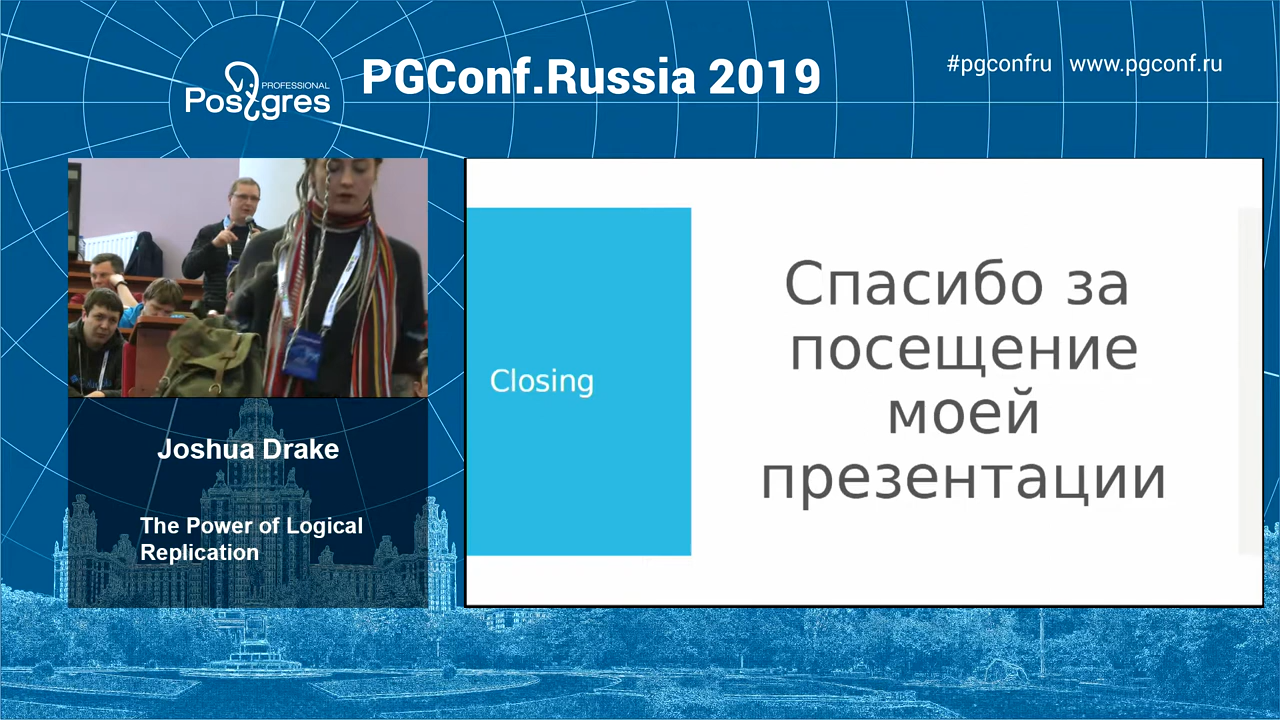 PROFESSIONAL
Postgres
PGConf.Russia 2019
#pgconfru www.pgconf.ru
Joshua Drake
The Power of Logical
Replication
Closing
Спасибо за
посещение
моей
презентации